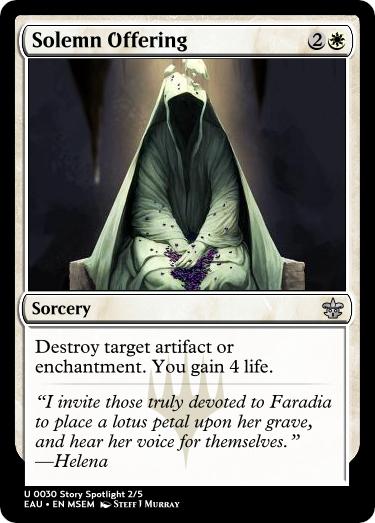 Solemn Offering 2
Sorcery
Destroy target artifact or
enchantment. You gain 4 life.
“I invite those truly devoted to Faradia
to place a lotus petal upon her grave,
and hear her voice for themselves.”
—Helena
U 0030 Story Spotlight 2/5
EAU • EN MSEM Steff J Murray